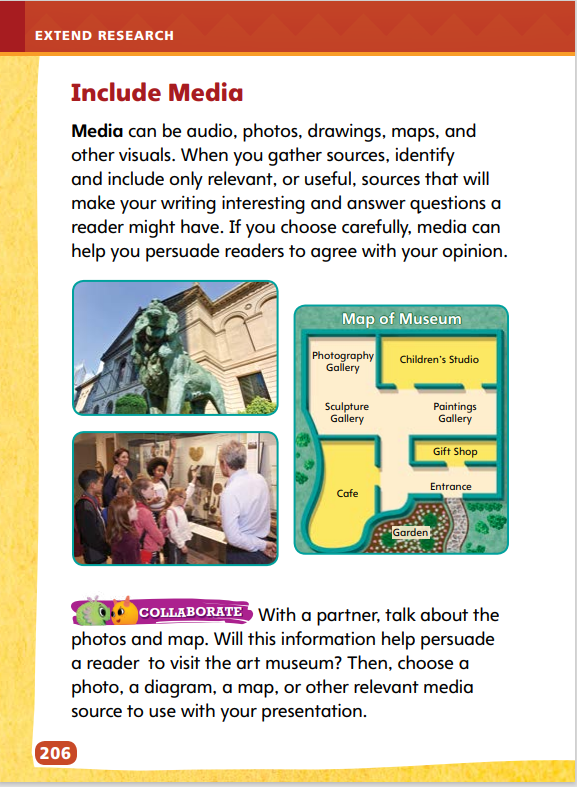 EXTEND RESEARCH
Include Media
Media can be audio, photos, drawings, maps, and
other visuals. When you gather sources, identify
and include only relevant, or useful, sources that will
make your writing interesting and answer questions a
reader might have. If you choose carefully, media can
help you persuade readers to agree with your opinion.
Map of Museum
Photography
Gallery
Children's Studio
Sculpture
Gallery
Paintings
Gallery
Gift Shop
Entrance
Cafe
Garden
COLLABORATE With a partner, talk about the
photos and map. Will this information help persuade
a reader to visit the art museum? Then, choose a
photo, a diagram, a map, or other relevant media
source to use with your presentation.
206